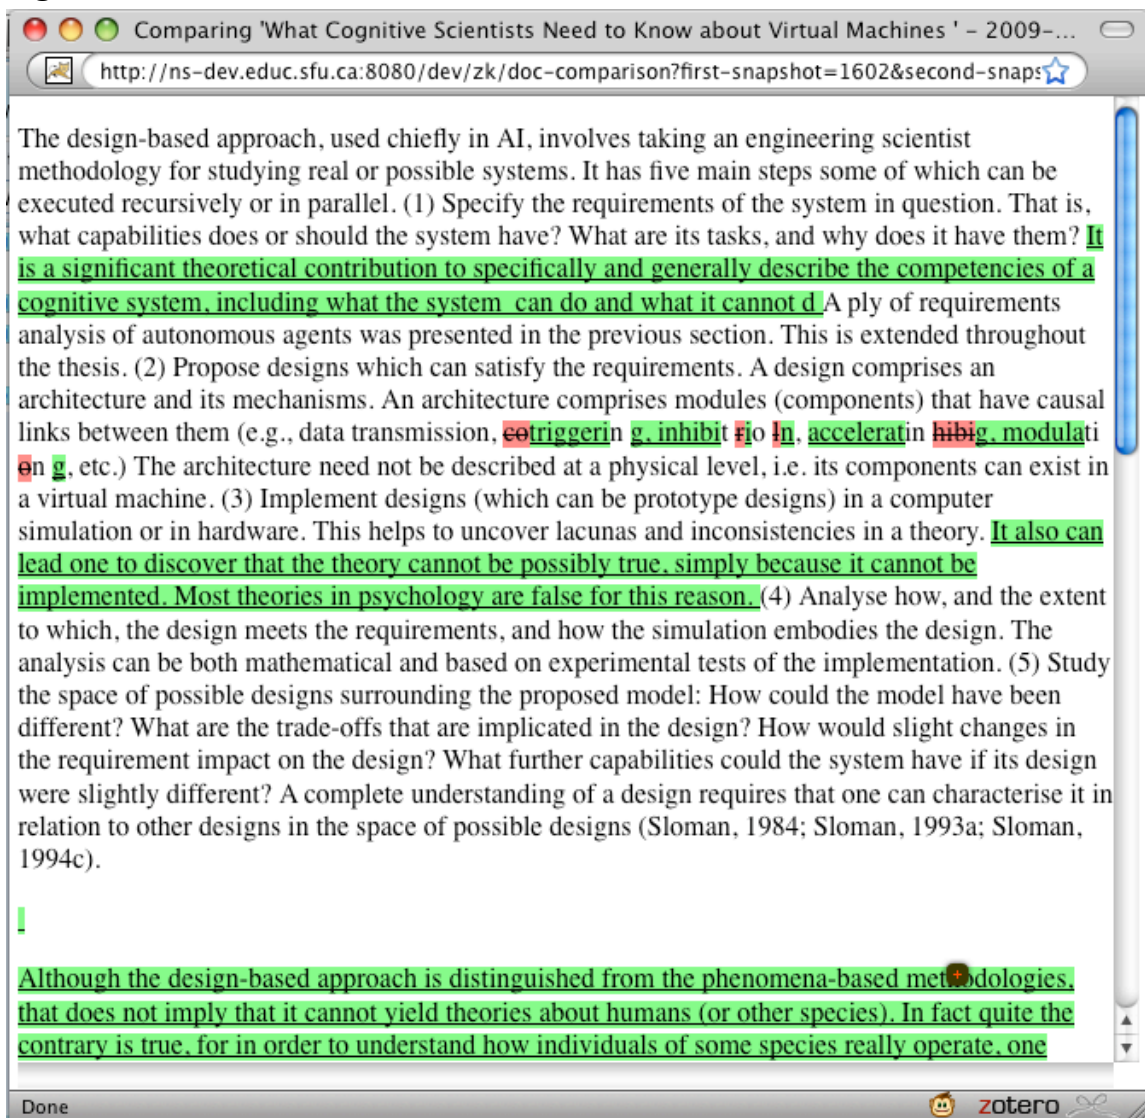 Comparing 'What Cognitive Scientists Need to Know about Virtual Machines ' – 2009-...
http://ns-dev.educ.sfu.ca:8080/dev/zk/doc-comparison?first-snapshot=1602&second-snaps
The design-based approach, used chiefly in AI, involves taking an engineering scientist
methodology for studying real or possible systems. It has five main steps some of which can be
executed recursively or in parallel. (1) Specify the requirements of the system in question. That is,
what capabilities does or should the system have? What are its tasks, and why does it have them? It
is a significant theoretical contribution to specifically and generally describe the competencies of a
cognitive system, including what the system  can do and what it cannot d A ply of requirements
analysis of autonomous agents was presented in the previous section. This is extended throughout
the thesis. (2) Propose designs which can satisfy the requirements. A design comprises an
architecture and its mechanisms. An architecture comprises modules (components) that have causal
links between them (e.g., data transmission, cotriggerin g, inhibit rio ln, acceleratin hibig, modulati
on g, etc.) The architecture need not be described at a physical level, i.e. its components can exist in
a virtual machine. (3) Implement designs (which can be prototype designs) in a computer
simulation or in hardware. This helps to uncover lacunas and inconsistencies in a theory. It also can
lead one to discover that the theory cannot be possibly true, simply because it cannot be
implemented. Most theories in psychology are false for this reason. (4) Analyse how, and the extent
to which, the design meets the requirements, and how the simulation embodies the design. The
analysis can be both mathematical and based on experimental tests of the implementation. (5) Study
the space of possible designs surrounding the proposed model: How could the model have been
different? What are the trade-offs that are implicated in the design? How would slight changes in
the requirement impact on the design? What further capabilities could the system have if its design
were slightly different? A complete understanding of a design requires that one can characterise it in
relation to other designs in the space of possible designs (Sloman, 1984; Sloman, 1993a; Sloman,
1994c).
Although the design-based approach is distinguished from the phenomena-based methodologies,
that does not imply that it cannot yield theories about humans (or other species). In fact quite the
contrary is true, for in order to understand how individuals of some species really operate, one
Done
zotero